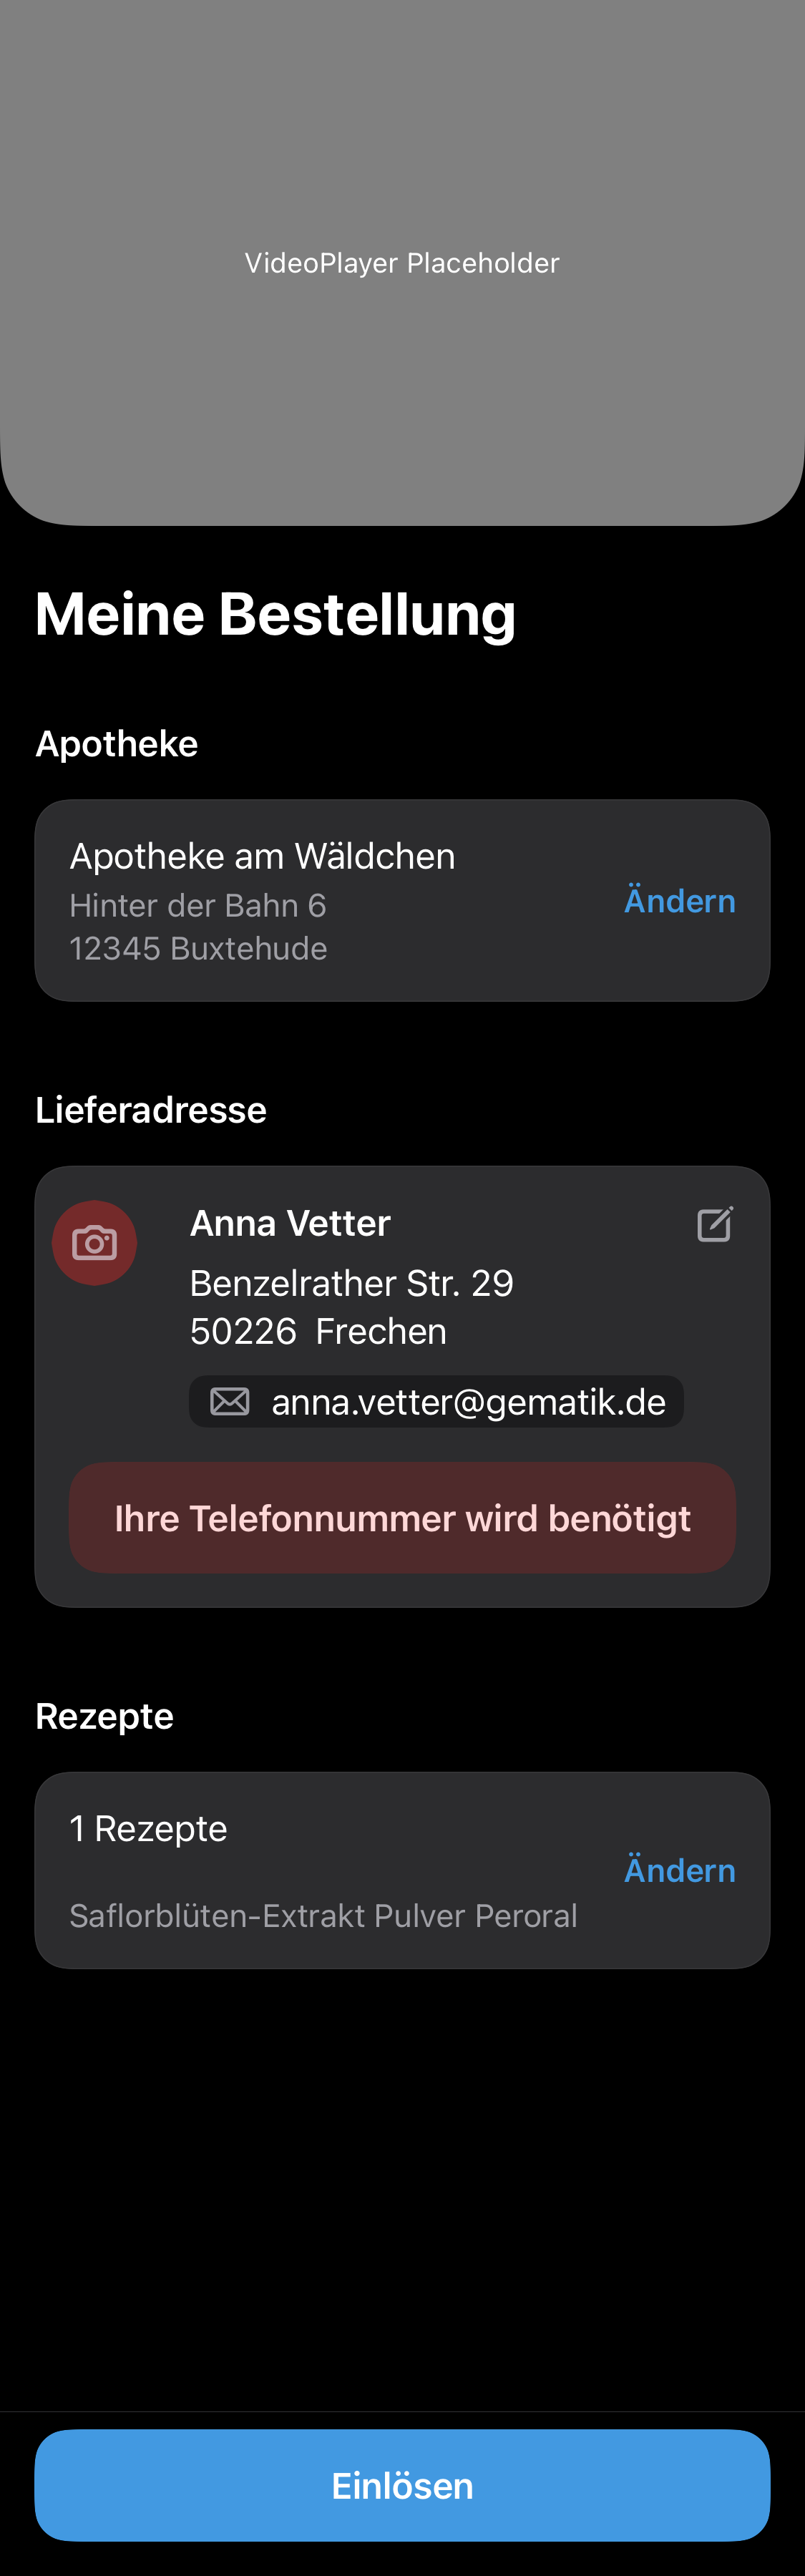 VideoPlayer Placeholder
Meine Bestellung
Apotheke
Apotheke am Wäldchen
Hinter der Bahn 6
12345 Buxtehude
Ändern
Lieferadresse
Anna Vetter
Benzelrather Str. 29
50226 Frechen
anna.vetter@gematik.de
Ihre Telefonnummer wird benötigt
Rezepte
1 Rezepte
Ändern
Saflorblüten-Extrakt Pulver Peroral
Einlösen